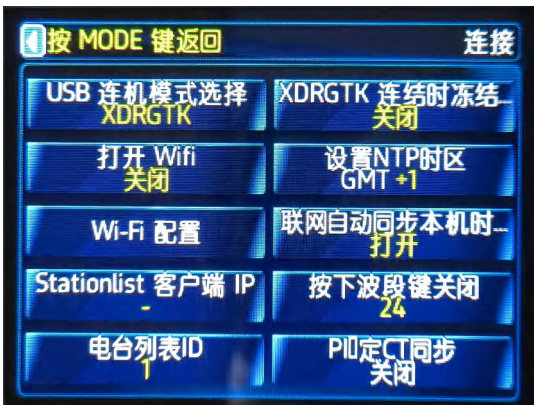 按 MODE 键返回
连接
USB 连机模式选择
XDRGTK
XDRGTK 连结时冻结...
关闭
打开 Wifi
关闭
设置NTP时区
GMT +1
Wi-Fi 配置
联网自动同步本机时...
打开
Stationlist 客户端 IP
-
按下波段键关闭
24
电台列表ID
1
PI▯定CT同步
关闭